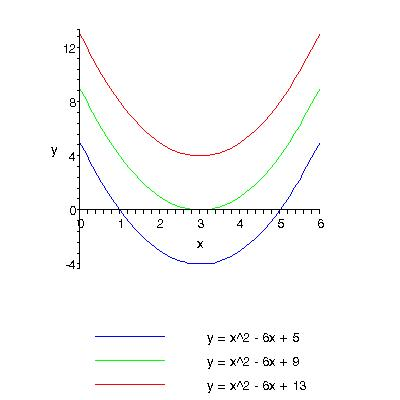 12
8
y
4
0
0 1 2 3 4 5 6
x
-4
y = x^2 - 6x + 5
y = x^2 - 6x + 9
y = x^2 - 6x + 13